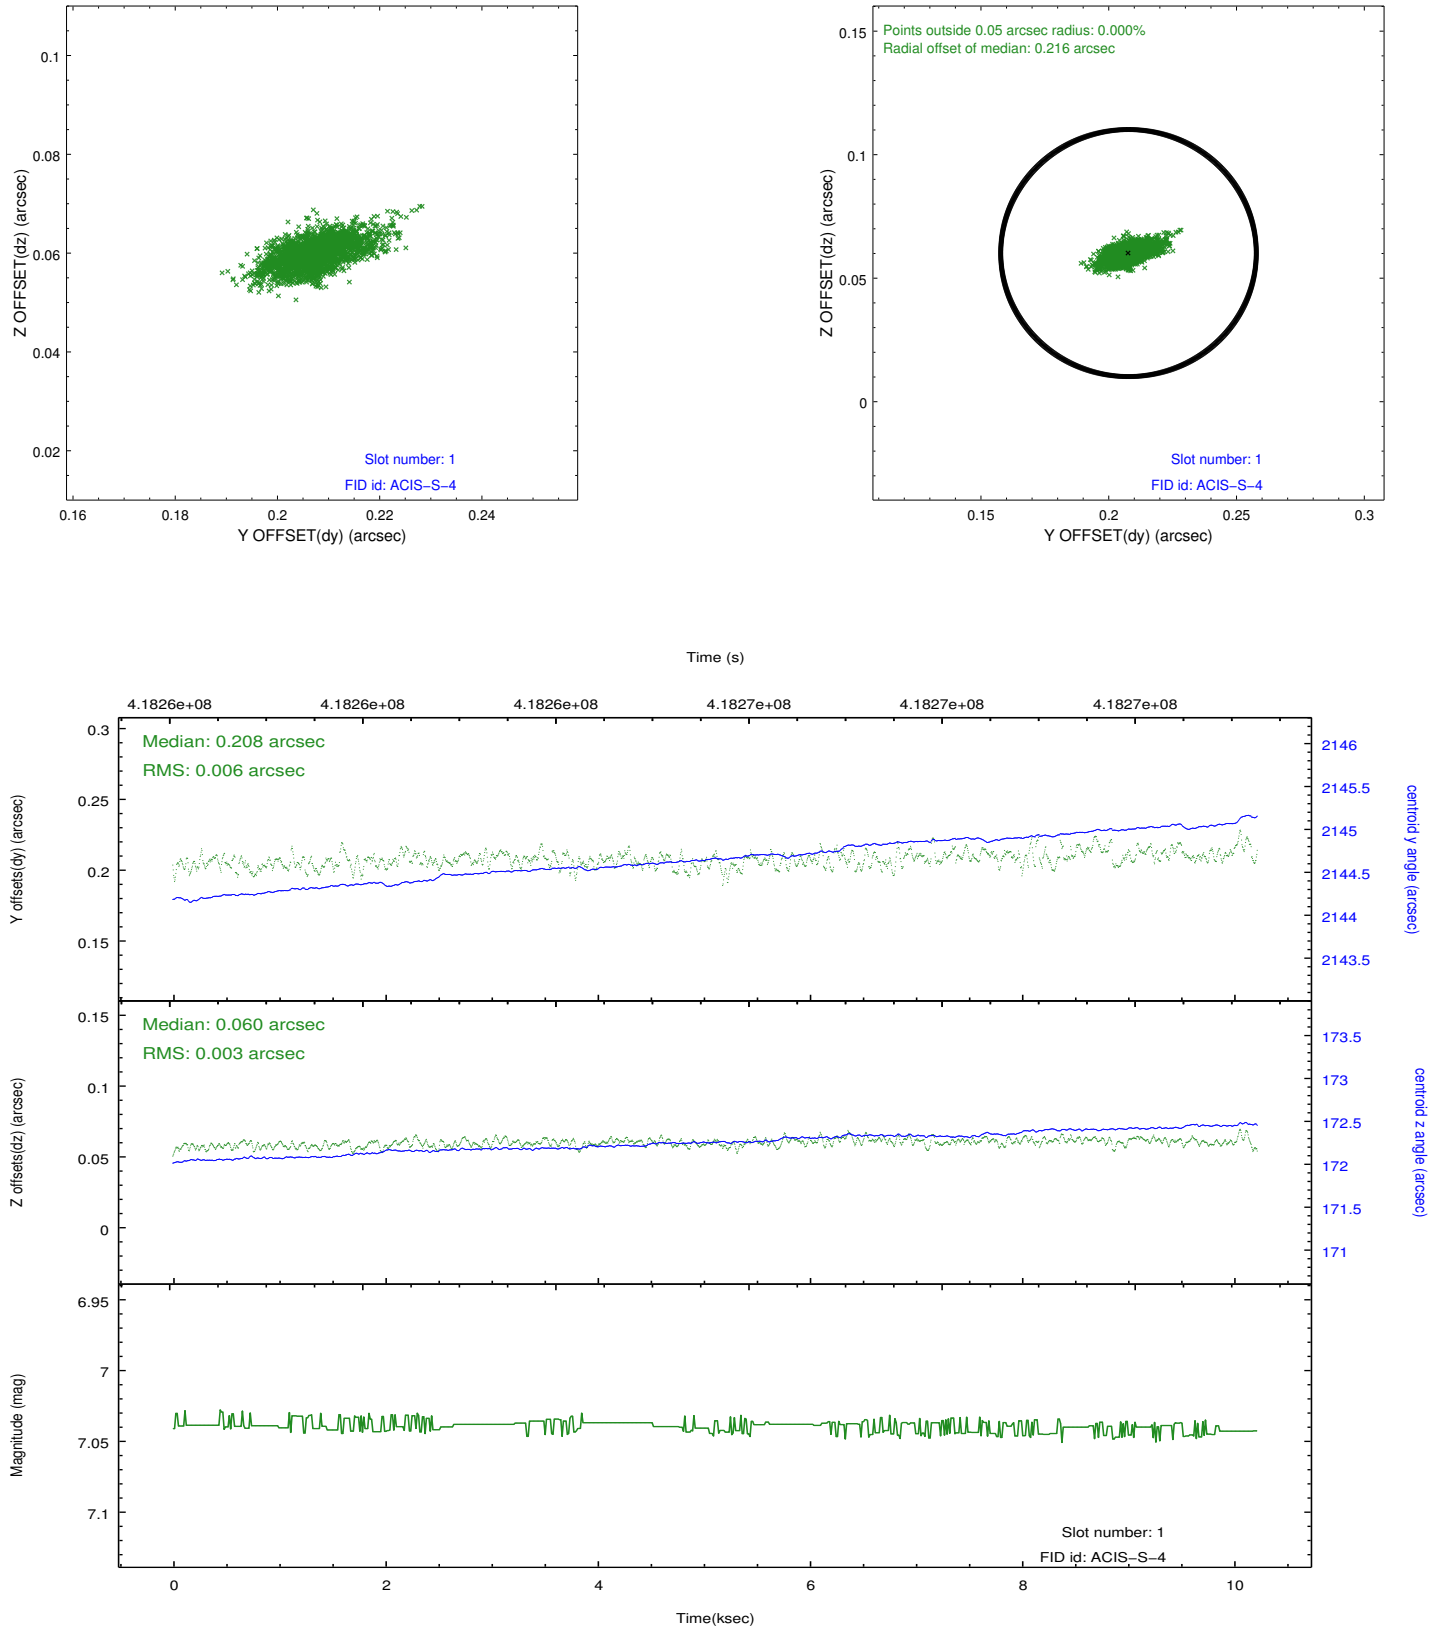 0.1
0.08
0.06
0.04
0.02
Z OFFSET(dz) (arcsec)
Slot number: 1
FID id: ACIS−S−4
0.16 0.18 0.2 0.22 0.24
Y OFFSET(dy) (arcsec)
Points outside 0.05 arcsec radius: 0.000%
Radial offset of median: 0.216 arcsec
0.15
0.1
0.05
0
Z OFFSET(dz) (arcsec)
Slot number: 1
FID id: ACIS−S−4
0.15 0.2 0.25 0.3
Y OFFSET(dy) (arcsec)
Time (s)
4.1826e+08 4.1826e+08 4.1826e+08 4.1827e+08 4.1827e+08 4.1827e+08
Median: 0.208 arcsec
RMS: 0.006 arcsec
0.3
0.25
0.2
0.15
Y offsets(dy) (arcsec)
2146
2145.5
2145
2144.5
2144
2143.5
centroid y angle (arcsec)
Median: 0.060 arcsec
RMS: 0.003 arcsec
0.15
0.1
0.05
0
Z offsets(dz) (arcsec)
173.5
173
172.5
172
171.5
171
centroid z angle (arcsec)
6.95
7
7.05
7.1
Magnitude (mag)
Slot number: 1
FID id: ACIS−S−4
0 2 4 6 8 10
Time(ksec)